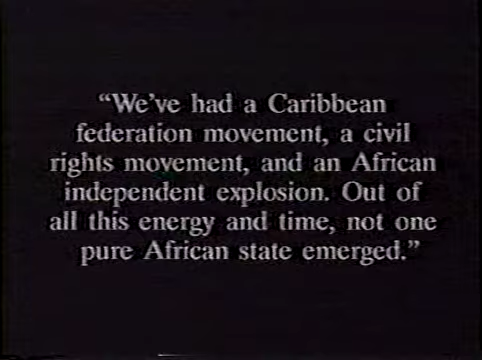 “We’ve had a Caribbean
federation movement, a civil
rights movement, and an African
independent explosion. Out of
all this energy and time, not one
pure African state emerged.”